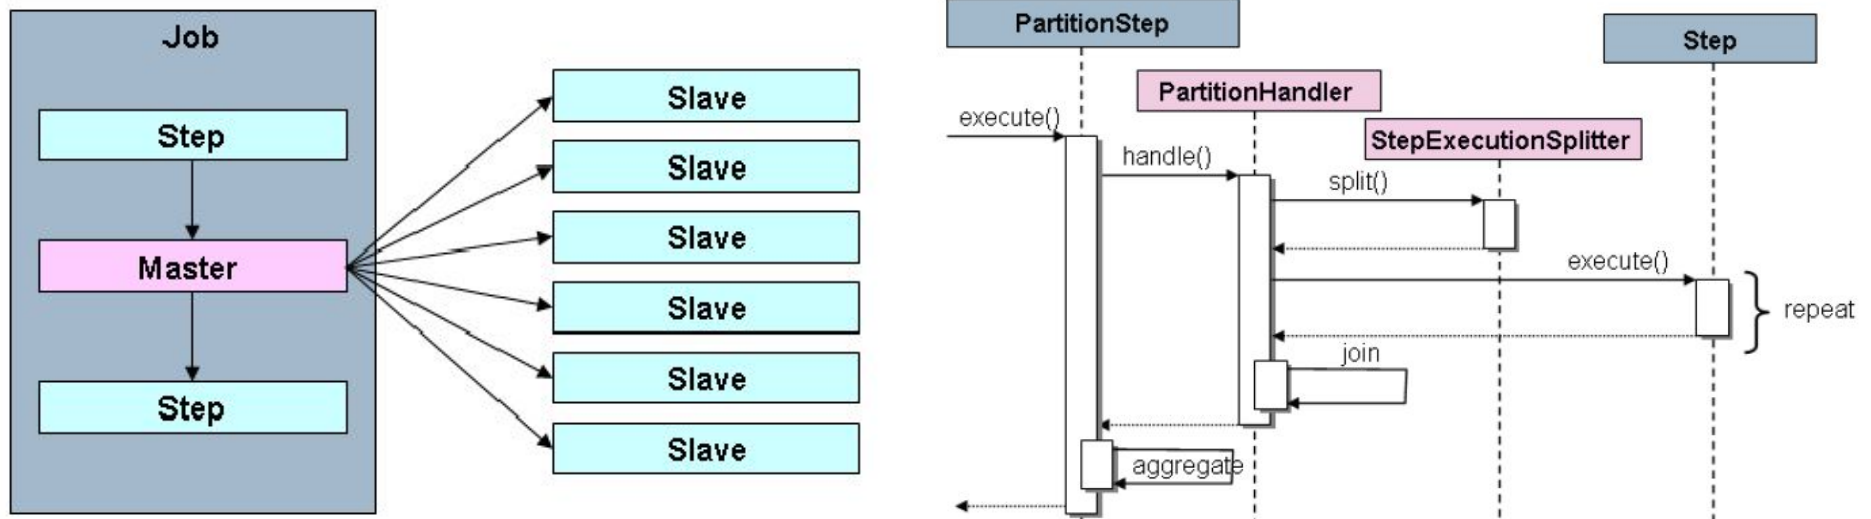 Job
Step
Master
Step
Slave
Slave
Slave
Slave
Slave
Slave
PartitionStep
Step
PartitionHandler
StepExecutionSplitter
execute()
handle()
split()
execute()
repeat
join
aggregate